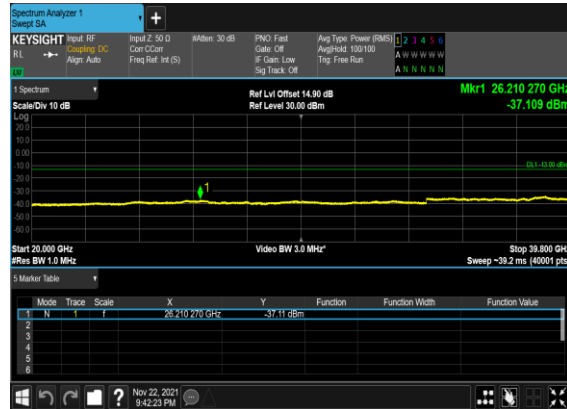 Spectrum Analyzer 1
Swept SA
+
KEYSIGHT Input: RF Input Z: 50 Ω #Atten: 30 dB PNO: Fast Avg Type: Power (RMS) 1 2 3 4 5 6
RL Coupling: DC Corr CCorr Gate: Off Avg|Hold: 100/100 A W W W W W
Align: Auto Freq Ref: Int (S) IF Gain: Low Trig: Free Run
Sig Track: Off A N N N N N
1 Spectrum Ref Lvl Offset 14.90 dB Mkr1 26.210 270 GHz
Scale/Div 10 dB Ref Level 30.00 dBm -37.109 dBm
Log
20.0
10.0
0.00
-10.0
DL1 -13.00 dBm
-20.0
-30.0
1
-40.0
-50.0
-60.0
Start 20.000 GHz Video BW 3.0 MHz* Stop 39.800 GHz
#Res BW 1.0 MHz Sweep ~39.2 ms (40001 pts)
5 Marker Table
Mode Trace Scale X Y Function Function Width Function Value
1 N 1 f 26.210 270 GHz -37.11 dBm
2
3
4
5
6
? Nov 22, 2021
9:42:23 PM